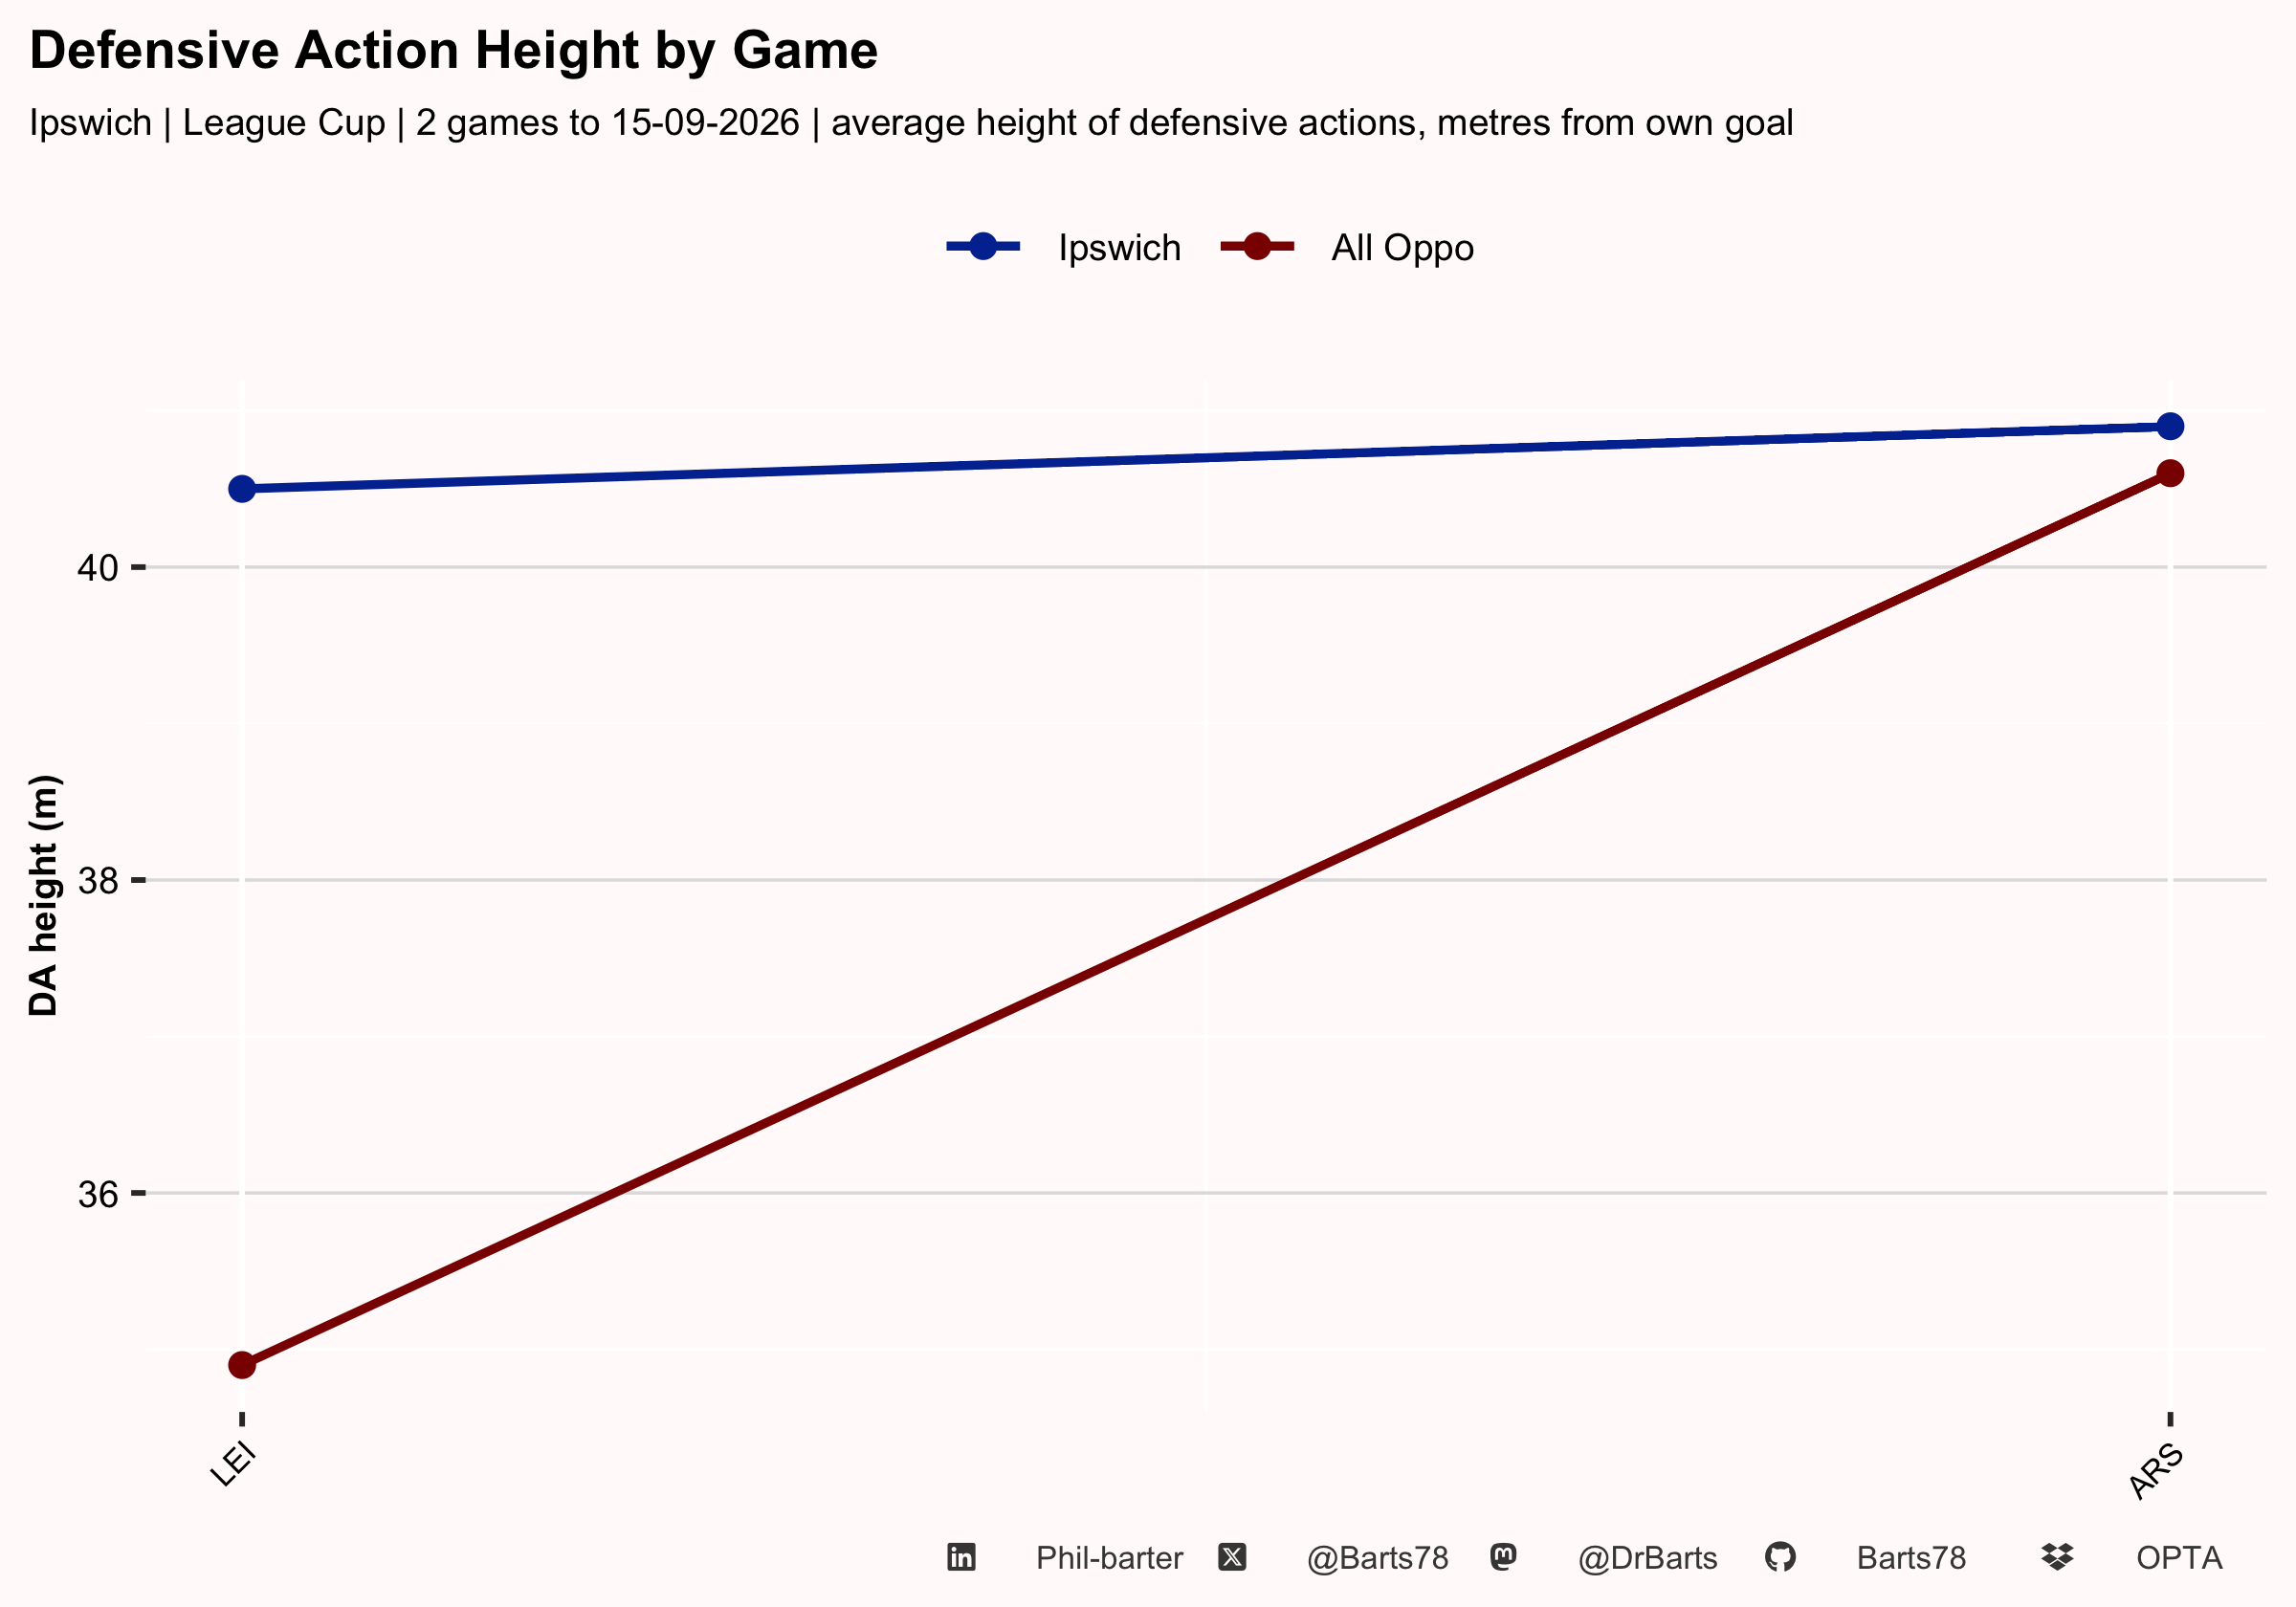 Defensive Action Height by Game
Ipswich | League Cup | 2 games to 15-09-2026 | average height of defensive actions, metres from own goal
Ipswich All Oppo
DA height (m)
40
38
36
LEI ARS
Phil-barter @Barts78 @DrBarts Barts78 OPTA